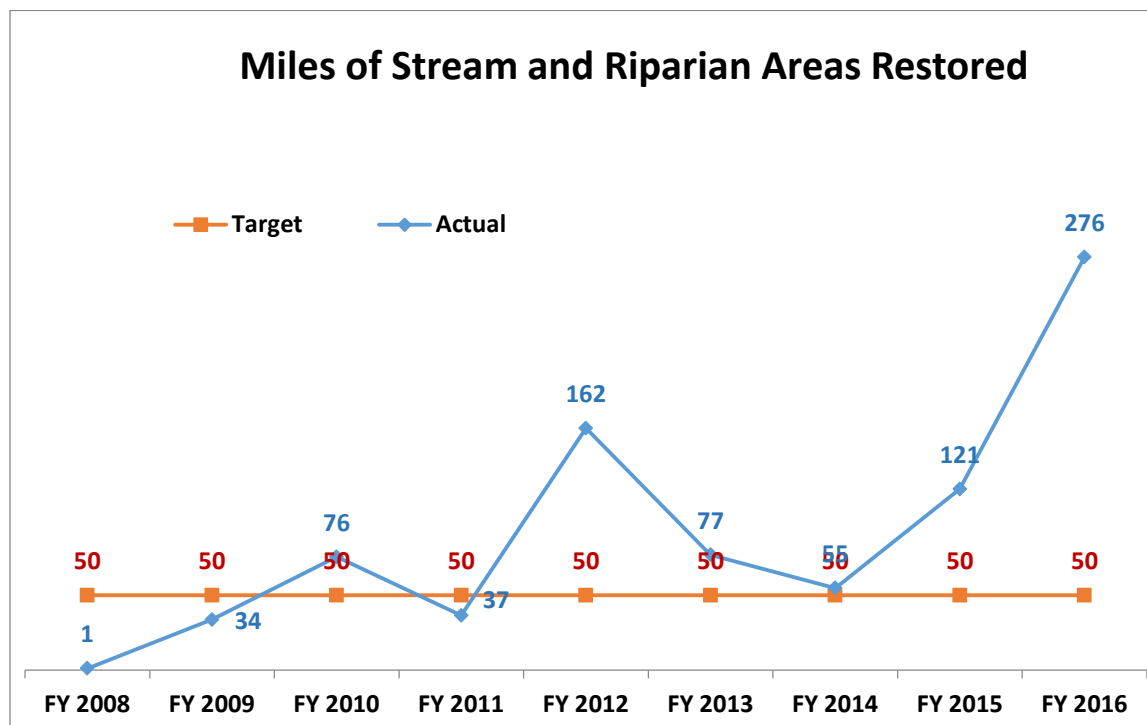 Miles of Stream and Riparian Areas Restored
Target Actual
276
162
121
76 77
50 50 50 50 50 50 55 50 50 50
1 34 37
FY 2008 FY 2009 FY 2010 FY 2011 FY 2012 FY 2013 FY 2014 FY 2015 FY 2016